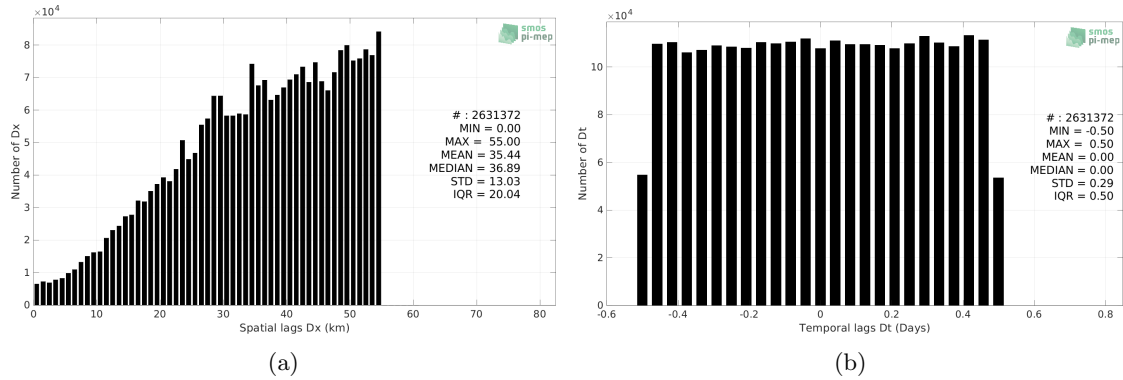 ×10⁴
smos
pi-mep
8
7
6
5
4
3
2
1
0
Number of Dx
# : 2631372
MIN = 0.00
MAX = 55.00
MEAN = 35.44
MEDIAN = 36.89
STD = 13.03
IQR = 20.04
0 10 20 30 40 50 60 70 80
Spatial lags Dx (km)
(a)
×10⁴
smos
pi-mep
10
8
6
4
2
0
Number of Dt
# : 2631372
MIN = -0.50
MAX = 0.50
MEAN = 0.00
MEDIAN = 0.00
STD = 0.29
IQR = 0.50
-0.6 -0.4 -0.2 0 0.2 0.4 0.6 0.8
Temporal lags Dt (Days)
(b)